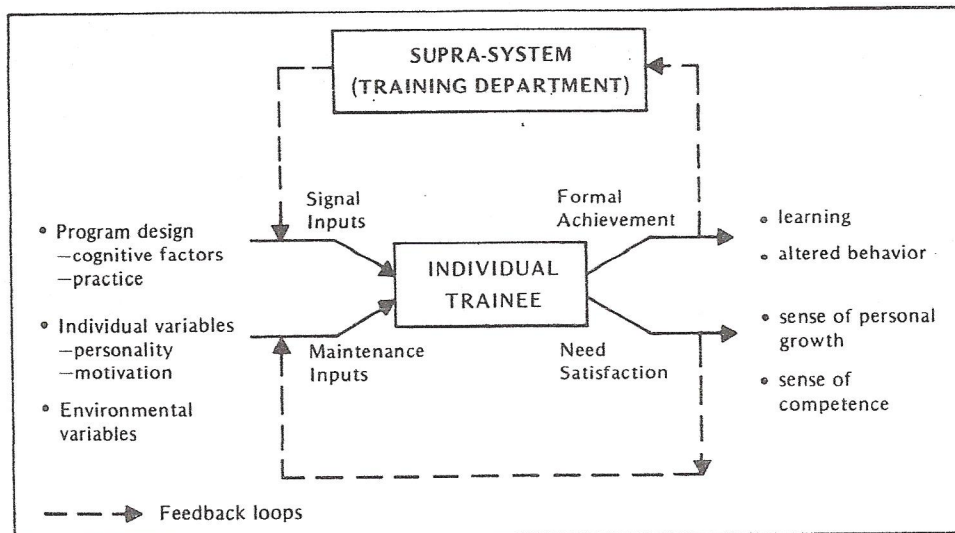 SUPRA-SYSTEM
(TRAINING DEPARTMENT)
Signal
Inputs
Formal
Achievement
• Program design
—cognitive factors
—practice
• Individual variables
—personality
—motivation
• Environmental
variables
INDIVIDUAL
TRAINEE
Maintenance
Inputs
Need
Satisfaction
• learning
• altered behavior
• sense of personal
growth
• sense of
competence
Feedback loops